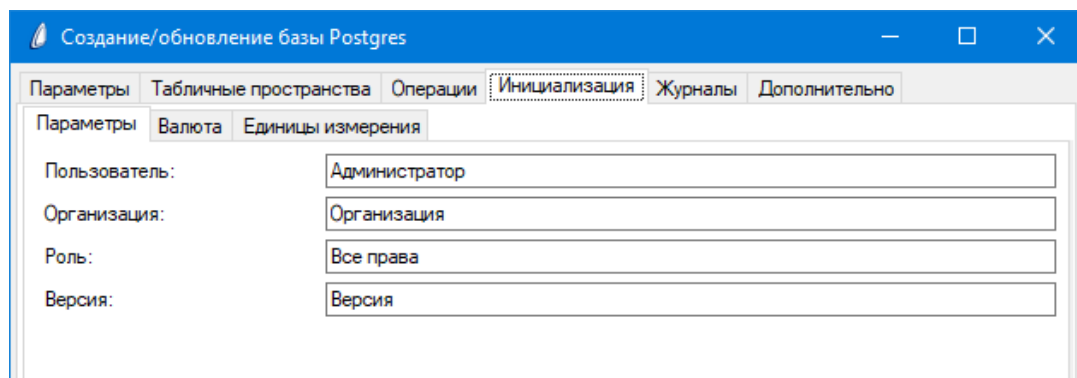 Создание/обновление базы Postgres
Параметры Табличные пространства Операции Инициализация Журналы Дополнительно
Параметры Валюта Единицы измерения
Пользователь: Администратор
Организация: Организация
Роль: Все права
Версия: Версия